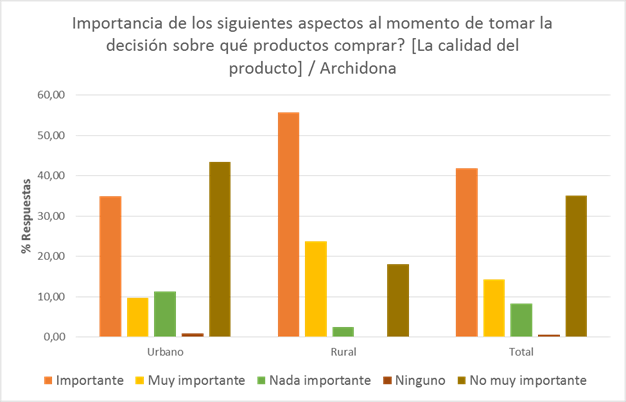 Importancia de los siguientes aspectos al momento de tomar la
decisión sobre qué productos comprar? [La calidad del
producto] / Archidona
60,00
50,00
40,00
30,00
20,00
10,00
0,00
% Respuestas
Urbano Rural Total
Importante Muy importante Nada importante Ninguno No muy importante